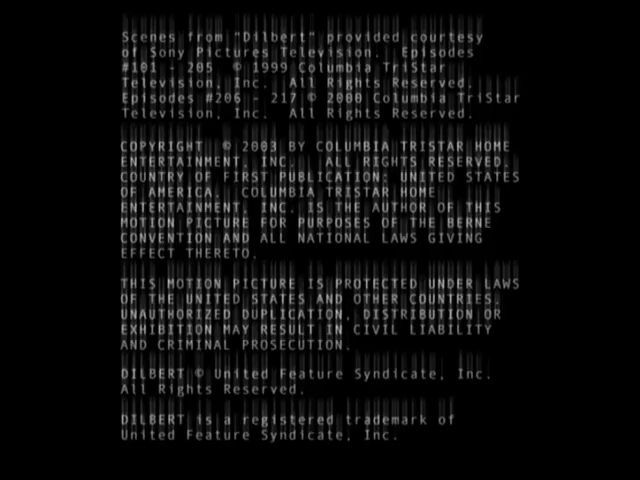 Scenes from "Dilbert" provided courtesy
of Sony Pictures Television.  Episodes
#101 - 205  © 1999 Columbia TriStar
Television, Inc.  All Rights Reserved.
Episodes #206 - 217 © 2000 Columbia TriStar
Television, Inc.  All Rights Reserved.
COPYRIGHT  © 2003 BY COLUMBIA TRISTAR HOME
ENTERTAINMENT, INC.   ALL RIGHTS RESERVED.
COUNTRY OF FIRST PUBLICATION: UNITED STATES
OF AMERICA.  COLUMBIA TRISTAR HOME
ENTERTAINMENT, INC. IS THE AUTHOR OF THIS
MOTION PICTURE FOR PURPOSES OF THE BERNE
CONVENTION AND ALL NATIONAL LAWS GIVING
EFFECT THERETO.
THIS MOTION PICTURE IS PROTECTED UNDER LAWS
OF THE UNITED STATES AND OTHER COUNTRIES.
UNAUTHORIZED DUPLICATION, DISTRIBUTION OR
EXHIBITION MAY RESULT IN CIVIL LIABILITY
AND CRIMINAL PROSECUTION.
DILBERT © United Feature Syndicate, Inc.
All Rights Reserved.
DILBERT is a registered trademark of
United Feature Syndicate, Inc.